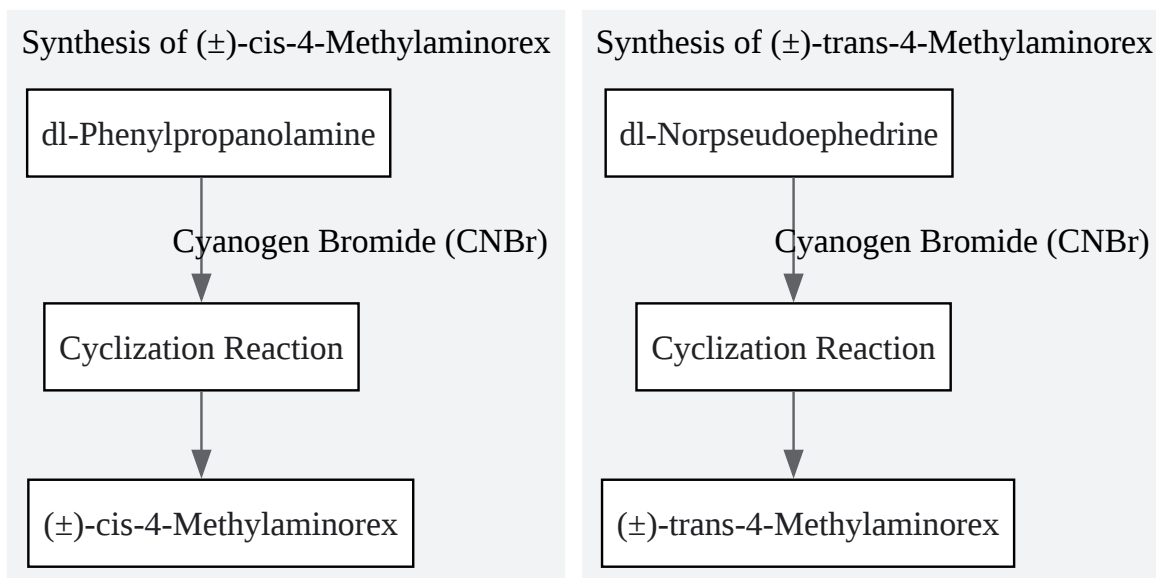 Synthesis of (±)-cis-4-Methylaminorex
dl-Phenylpropanolamine
Cyanogen Bromide (CNBr)
Cyclization Reaction
(±)-cis-4-Methylaminorex
Synthesis of (±)-trans-4-Methylaminorex
dl-Norpseudoephedrine
Cyanogen Bromide (CNBr)
Cyclization Reaction
(±)-trans-4-Methylaminorex